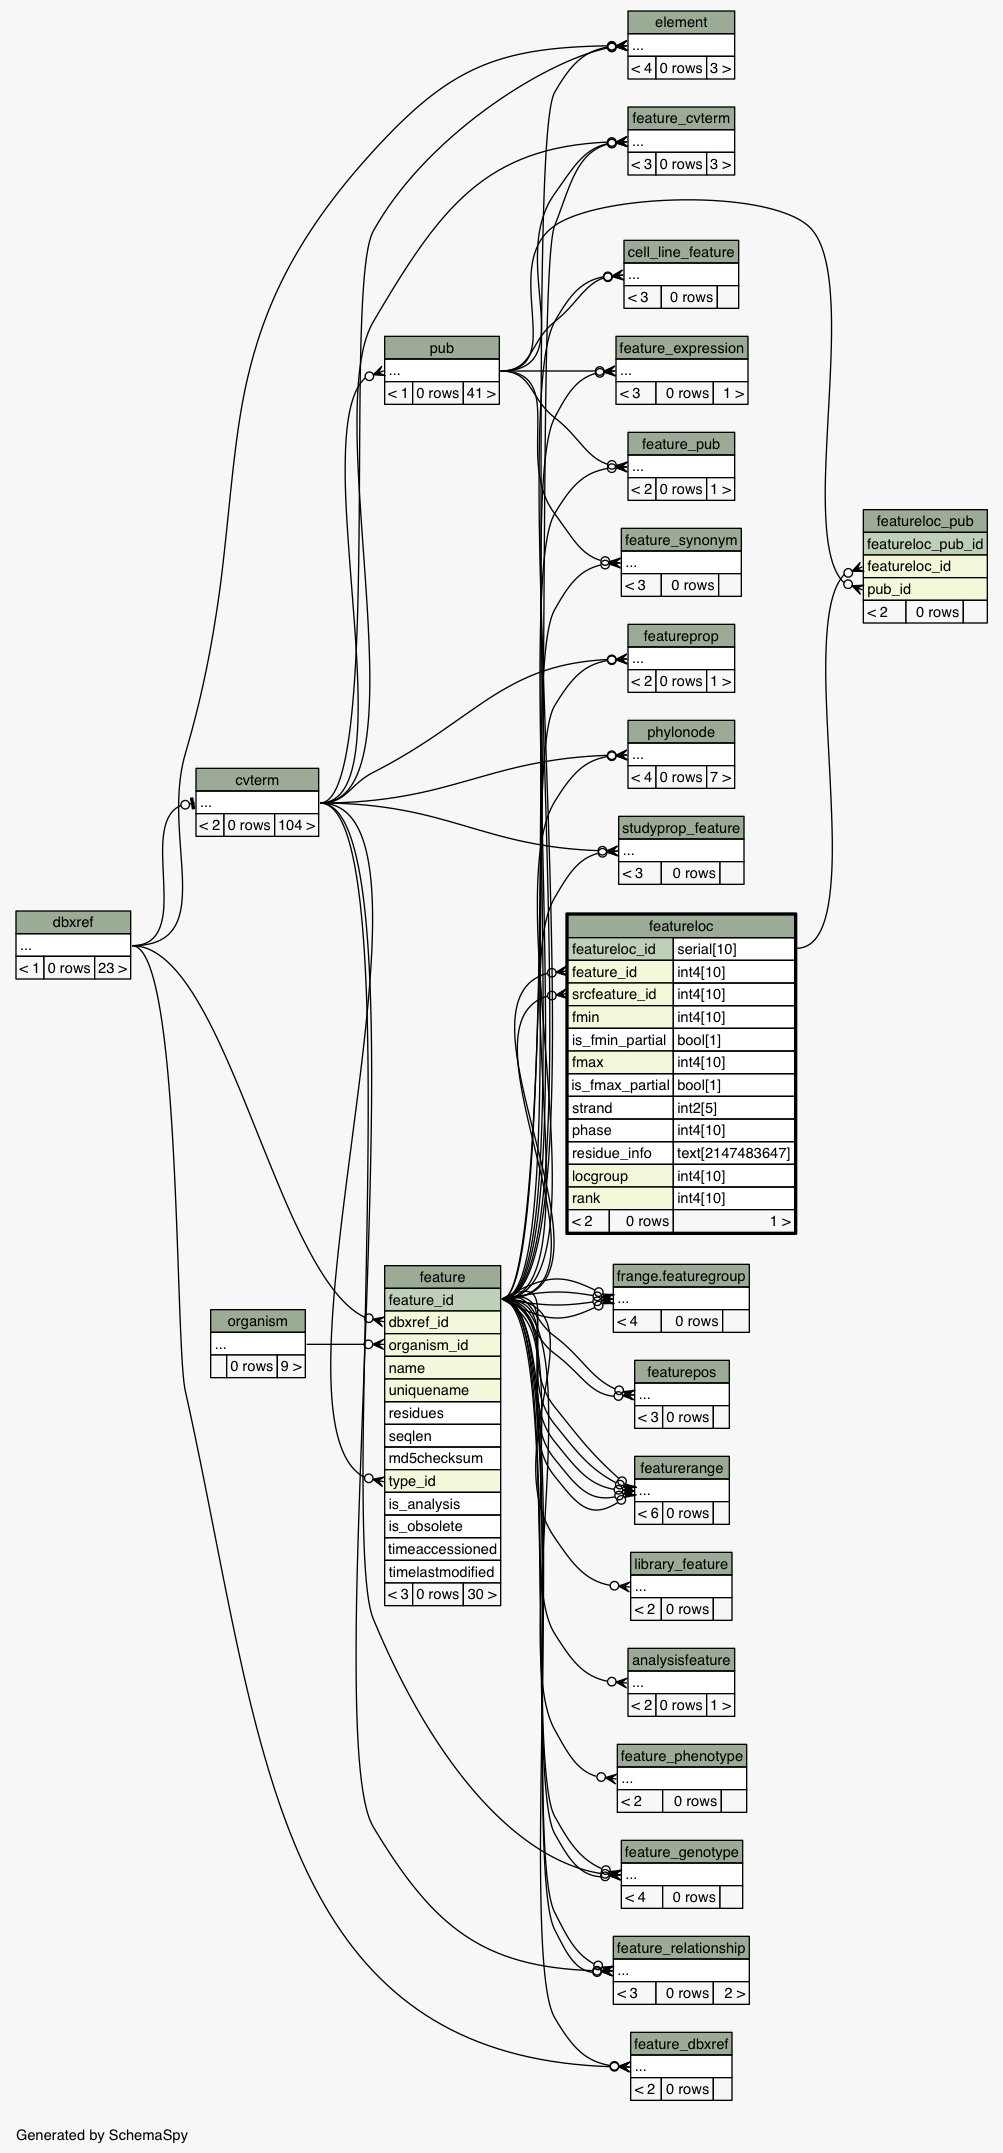 element
...
< 4 0 rows 3 >
feature_cvterm
...
< 3 0 rows 3 >
cell_line_feature
...
< 3 0 rows
pub
...
< 1 0 rows 41 >
feature_expression
...
< 3 0 rows 1 >
feature_pub
...
< 2 0 rows 1 >
featureloc_pub
featureloc_pub_id
featureloc_id
pub_id
< 2 0 rows
feature_synonym
...
< 3 0 rows
featureprop
...
< 2 0 rows 1 >
phylonode
...
< 4 0 rows 7 >
cvterm
...
< 2 0 rows 104 >
studyprop_feature
...
< 3 0 rows
dbxref
...
< 1 0 rows 23 >
featureloc
featureloc_id serial[10]
feature_id int4[10]
srcfeature_id int4[10]
fmin int4[10]
is_fmin_partial bool[1]
fmax int4[10]
is_fmax_partial bool[1]
strand int2[5]
phase int4[10]
residue_info text[2147483647]
locgroup int4[10]
rank int4[10]
< 2 0 rows 1 >
feature
feature_id
dbxref_id
organism_id
name
uniquename
residues
seqlen
md5checksum
type_id
is_analysis
is_obsolete
timeaccessioned
timelastmodified
< 3 0 rows 30 >
organism
...
0 rows 9 >
frange.featuregroup
...
< 4 0 rows
featurepos
...
< 3 0 rows
featurerange
...
< 6 0 rows
library_feature
...
< 2 0 rows
analysisfeature
...
< 2 0 rows 1 >
feature_phenotype
...
< 2 0 rows
feature_genotype
...
< 4 0 rows
feature_relationship
...
< 3 0 rows 2 >
feature_dbxref
...
< 2 0 rows
Generated by SchemaSpy